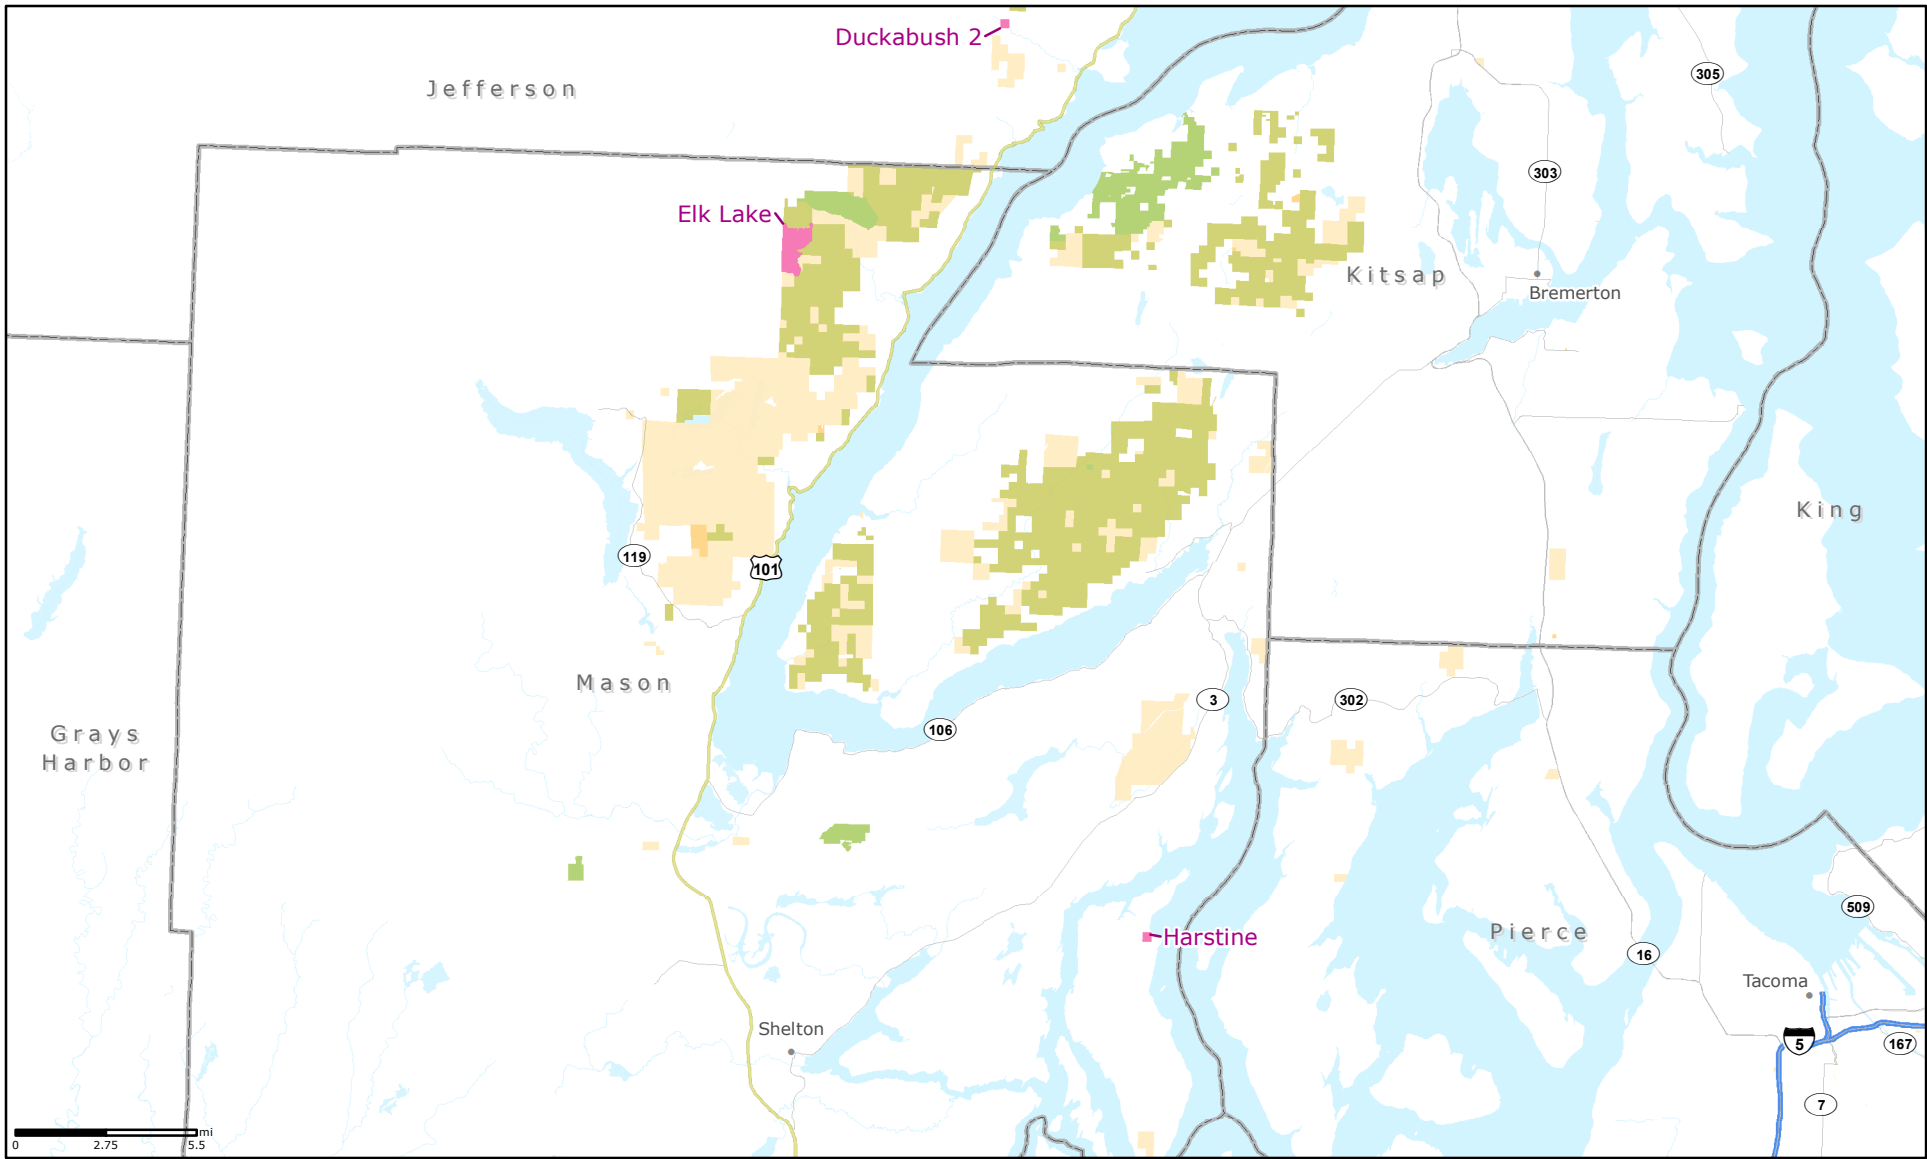 Duckabush 2
Jefferson
305
303
Elk Lake
Kitsap
Bremerton
King
119
101
Mason
3
302
106
Grays
Harbor
509
Harstine
Pierce
16
Tacoma
Shelton
5
167
7
mi
0
2.75
5.5